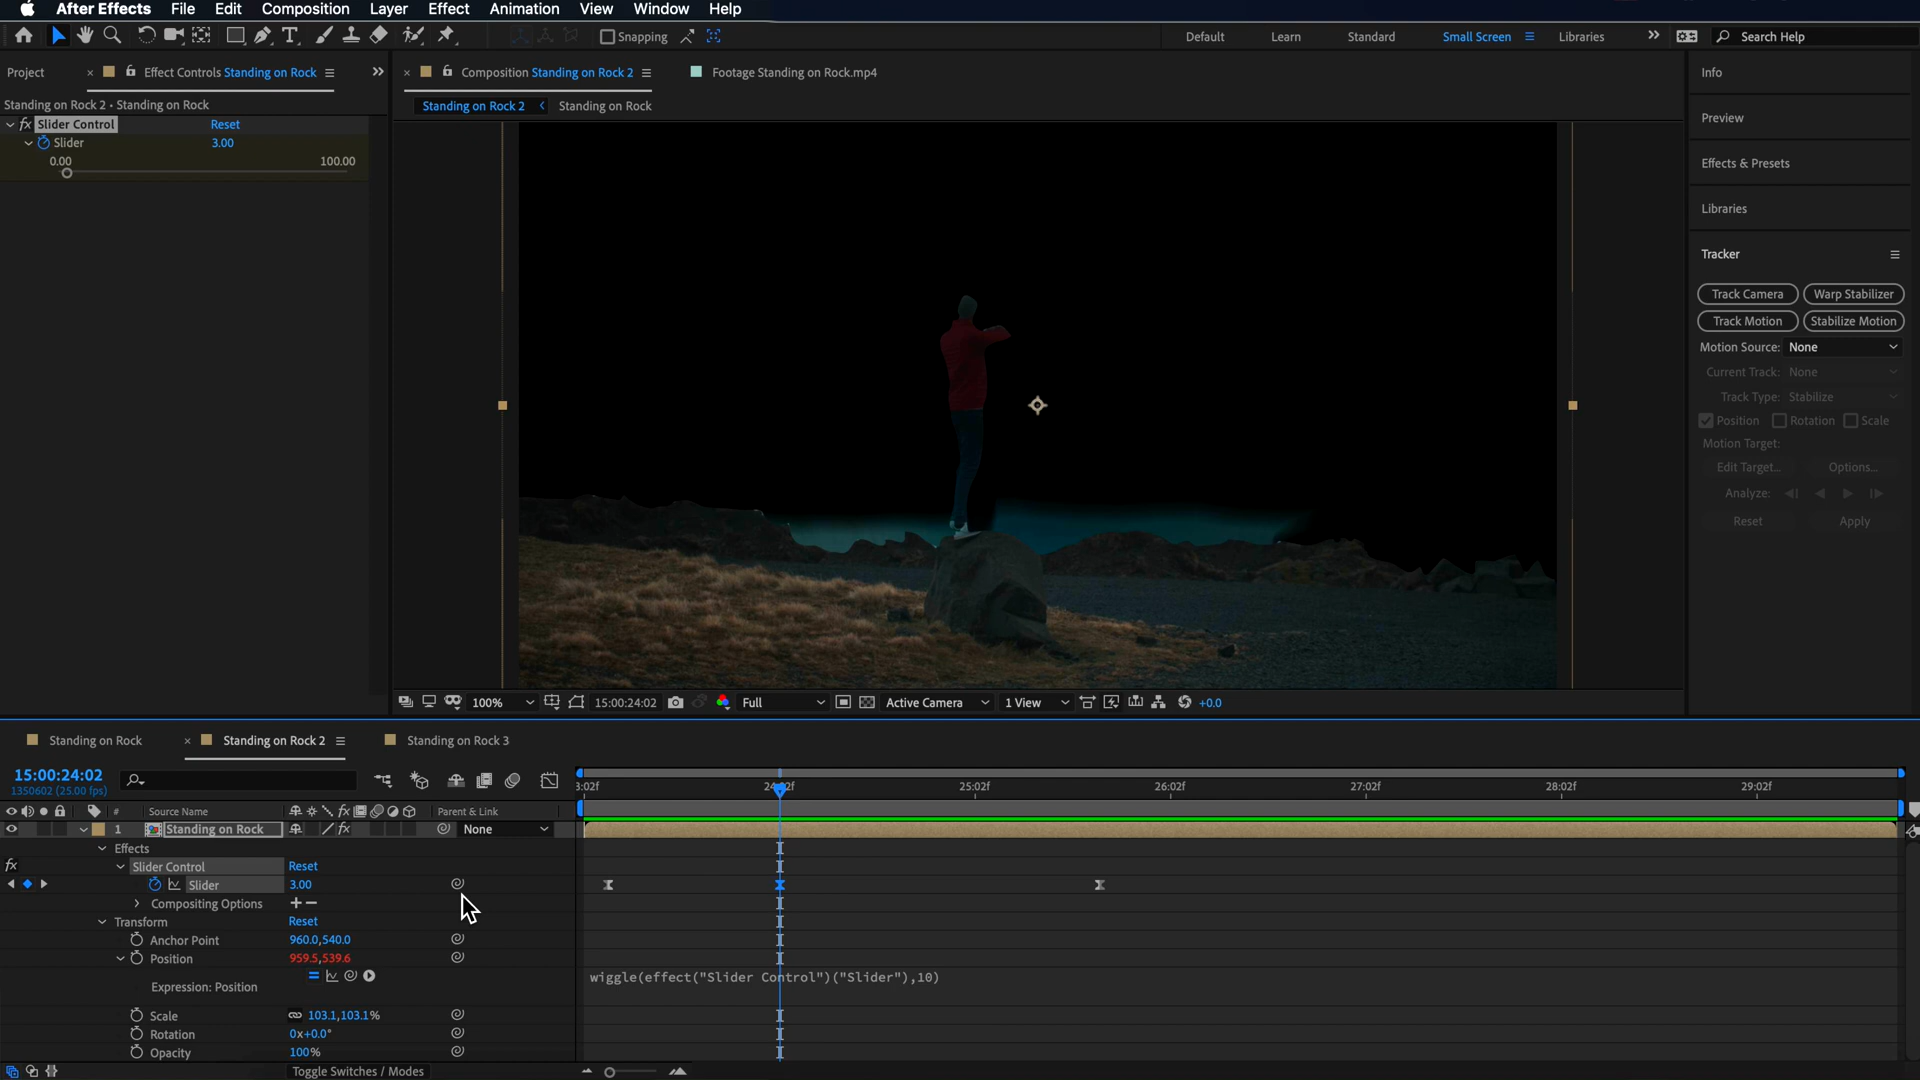 After Effects File Edit Composition Layer Effect Animation View Window Help
Snapping Default Learn Standard Small Screen Libraries Search Help
Project Effect Controls Standing on Rock
Composition Standing on Rock 2 Footage Standing on Rock.mp4
Standing on Rock 2 • Standing on Rock
Standing on Rock 2 Standing on Rock
fx Slider Control Reset
Slider 3.00
0.00 100.00
Info
Preview
Effects & Presets
Libraries
Tracker
Track Camera Warp Stabilizer
Track Motion Stabilize Motion
Motion Source: None
Current Track: None
Track Type: Stabilize
Position Rotation Scale
Motion Target:
Edit Target... Options...
Analyze:
Reset Apply
100% 15:00:24:02 Full Active Camera 1 View +0.0
Standing on Rock Standing on Rock 2 Standing on Rock 3
15:00:24:02
1350602 (25.00 fps)
3:02f 24:02f 25:02f 26:02f 27:02f 28:02f 29:02f
# Source Name fx Parent & Link
1 Standing on Rock fx None
Effects
fx Slider Control Reset
Slider 3.00
Compositing Options
Transform Reset
Anchor Point 960.0,540.0
Position 959.5,539.6
Expression: Position wiggle(effect("Slider Control")("Slider"),10)
Scale 103.1,103.1%
Rotation 0x+0.0°
Opacity 100%
Toggle Switches / Modes